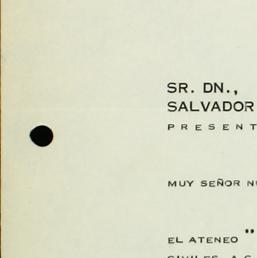 SR. DN.,
SALVADOR
PRESENT
MUY SEÑOR N
EL ATENEO "